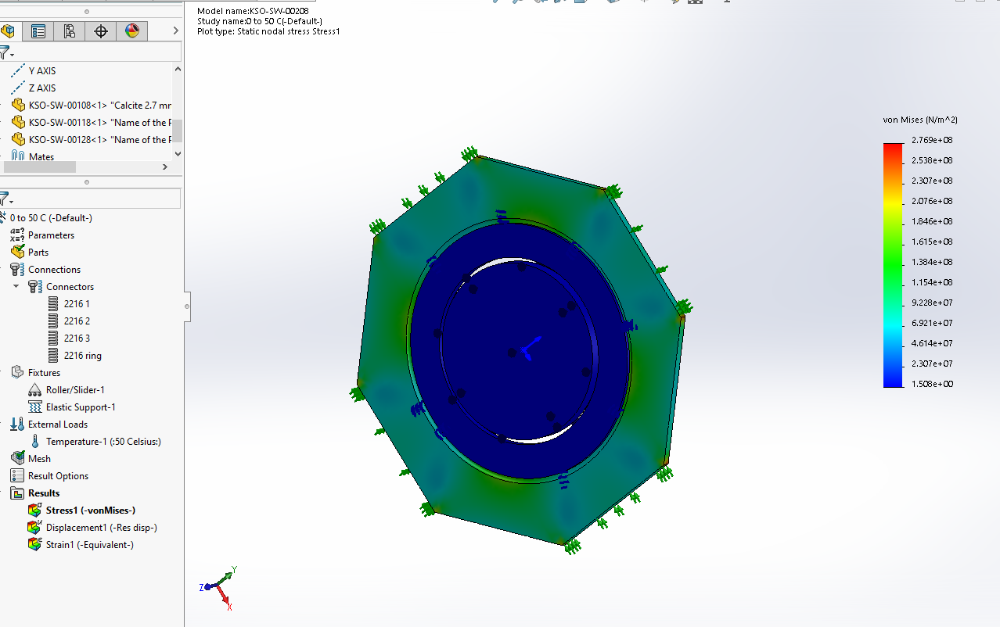 Model name:KSO-SW-00208
Study name:0 to 50 C(-Default-)
Plot type: Static nodal stress Stress1
Y AXIS
Z AXIS
KSO-SW-00108<1> "Calcite 2.7 mm
KSO-SW-00118<1> "Name of the P
KSO-SW-00128<1> "Name of the P
Mates
0 to 50 C (-Default-)
Parameters
Parts
Connections
Connectors
2216 1
2216 2
2216 3
2216 ring
Fixtures
Roller/Slider-1
Elastic Support-1
External Loads
Temperature-1 (:50 Celsius:)
Mesh
Result Options
Results
Stress1 (-vonMises-)
Displacement1 (-Res disp-)
Strain1 (-Equivalent-)
von Mises (N/m^2)
2.769e+08
2.538e+08
2.307e+08
2.076e+08
1.846e+08
1.615e+08
1.384e+08
1.154e+08
9.228e+07
6.921e+07
4.614e+07
2.307e+07
1.508e+00
Y
Z
X